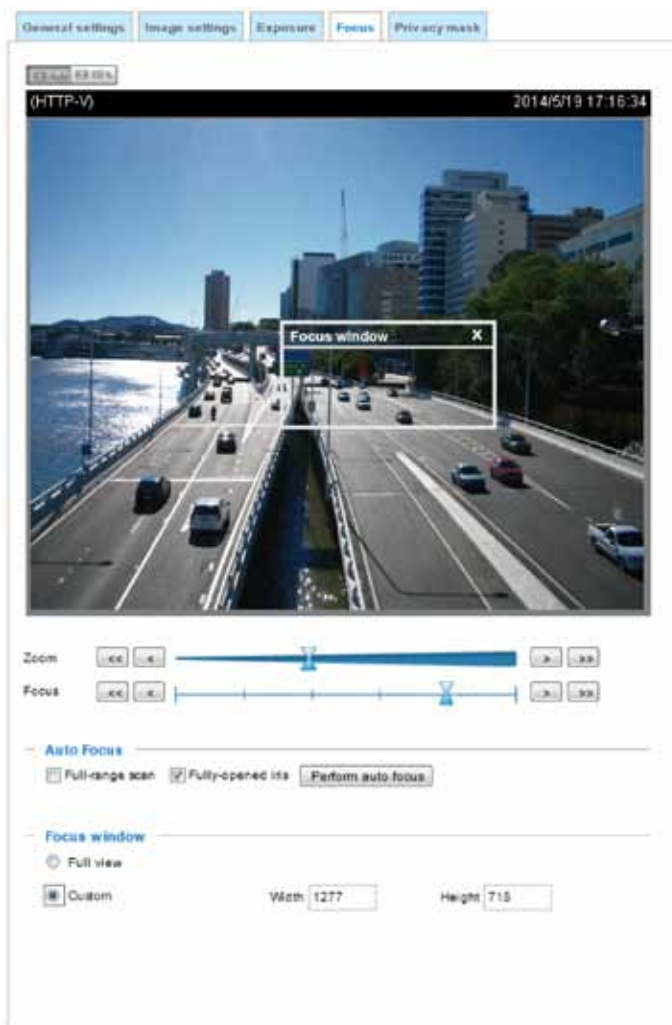 General settings Image settings Exposure Focus Privacy mask
(HTTP-V) 2014/5/19 17:16:34
Focus window X
Zoom << < > >>
Focus << < > >>
Auto Focus
Full-range scan Fully-opened iris Perform auto focus
Focus window
Full view
Custom Width 1277 Height 718